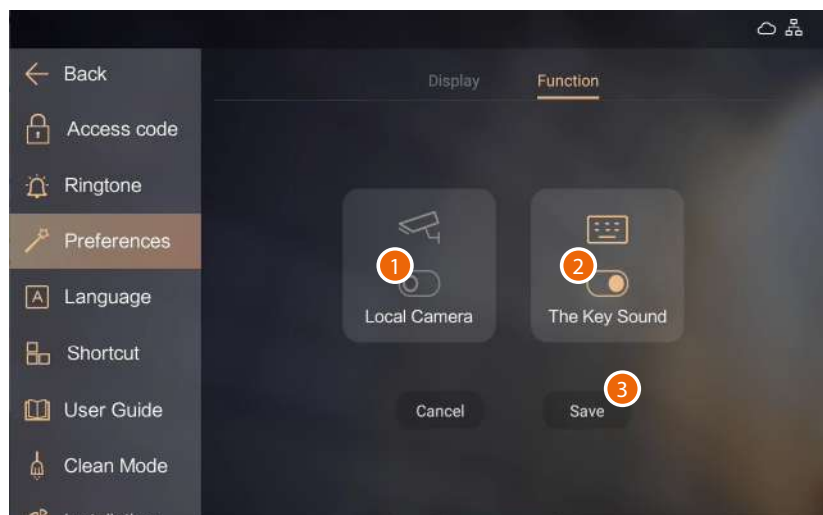 Back
Access code
Ringtone
Preferences
A Language
Shortcut
User Guide
Clean Mode
Display Function
1 2
Local Camera The Key Sound
3
Cancel Save